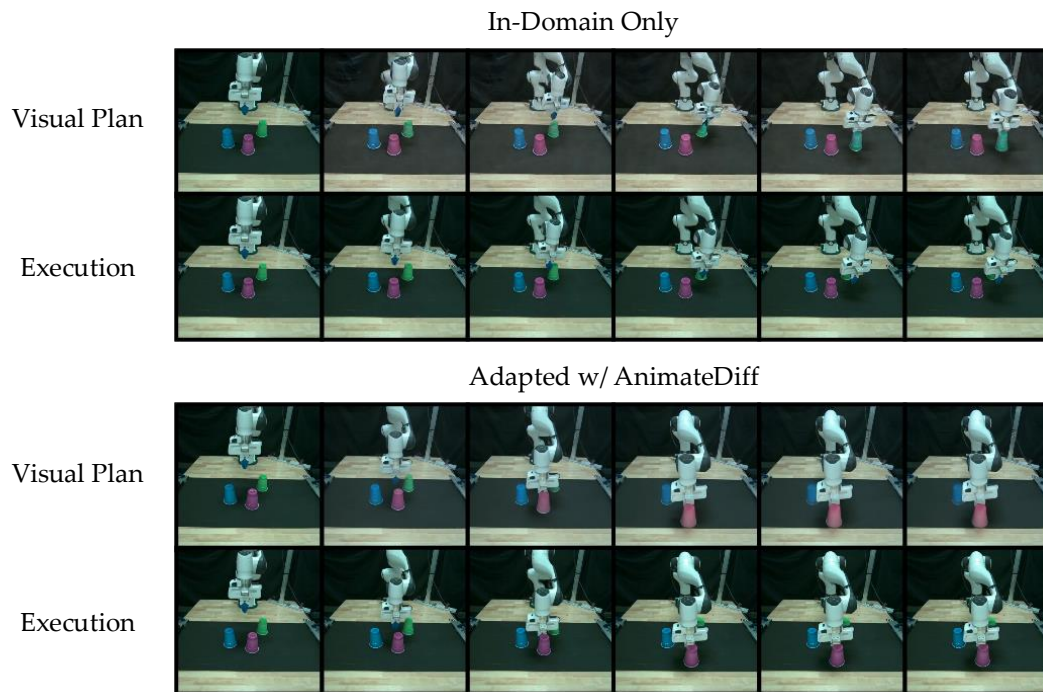 In-Domain Only
Visual Plan
Execution
Adapted w/ AnimateDiff
Visual Plan
Execution